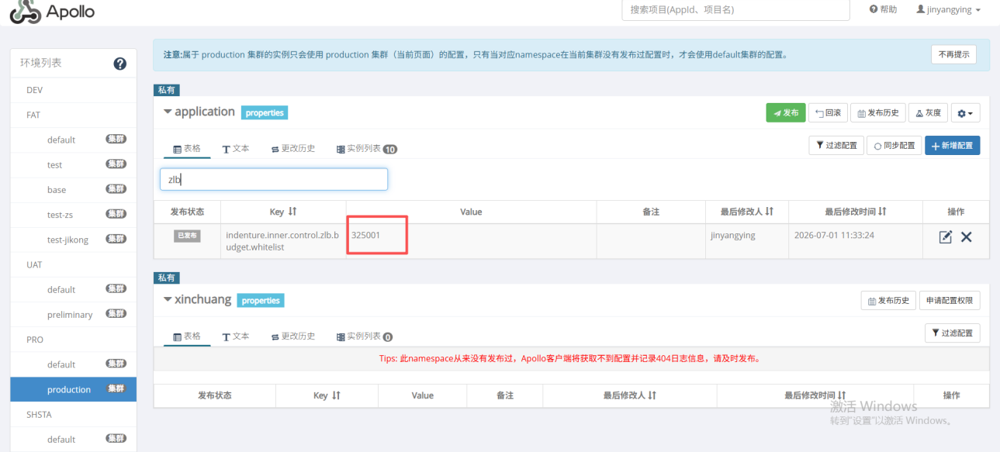 Apollo
搜索项目(AppId、项目名)
帮助
jinyangying
环境列表
DEV
FAT
default 集群
test 集群
base 集群
test-zs 集群
test-jikong 集群
UAT
default 集群
preliminary 集群
PRO
default 集群
production 集群
SHSTA
default 集群
注意:属于 production 集群的实例只会使用 production 集群（当前页面）的配置，只有当对应namespace在当前集群没有发布过配置时，才会使用default集群的配置。
不再提示
私有
application properties
发布 回滚 发布历史 灰度
表格 文本 更改历史 实例列表 10
过滤配置 同步配置 新增配置
zlb
发布状态 Key Value 备注 最后修改人 最后修改时间 操作
已发布 indenture.inner.control.zlb.b 325001 jinyangying 2026-07-01 11:33:24
udget.whitelist
私有
xinchuang properties
发布历史 申请配置权限
表格 文本 更改历史 实例列表 0
过滤配置
Tips: 此namespace从来没有发布过，Apollo客户端将获取不到配置并记录404日志信息，请及时发布。
发布状态 Key Value 备注 最后修改人 最后修改时间 操作
激活 Windows
转到"设置"以激活 Windows。